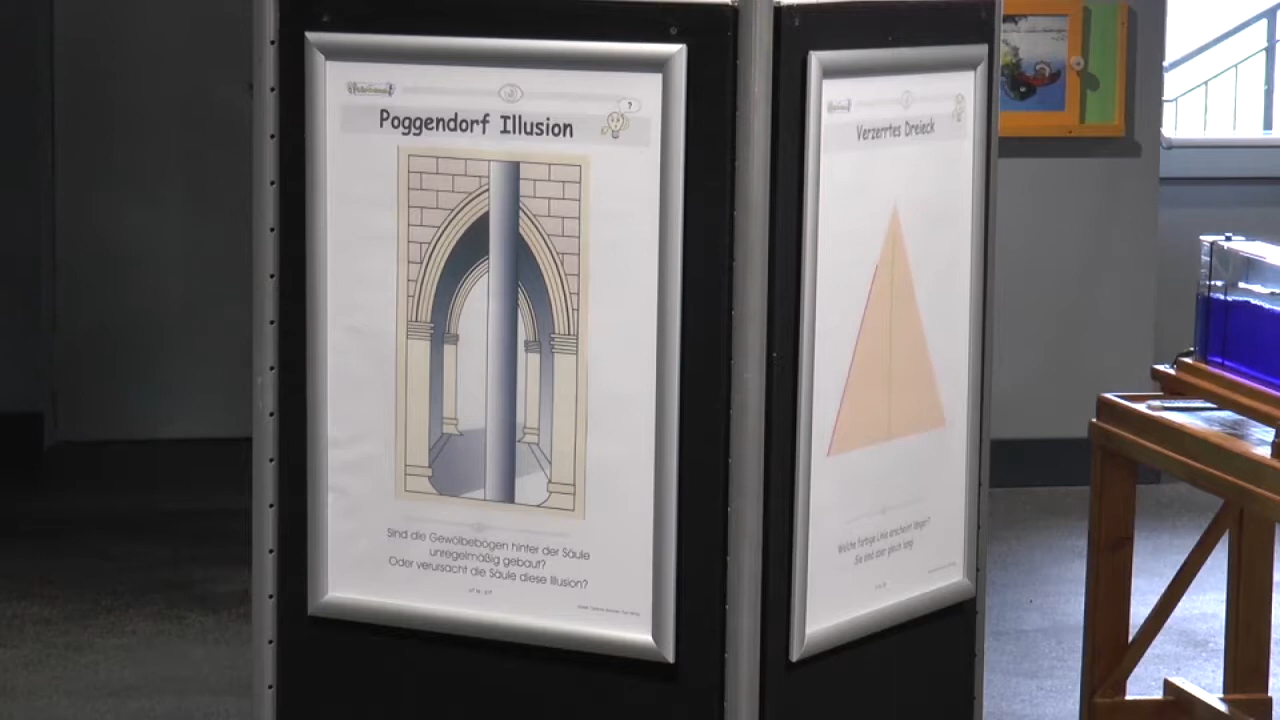 Poggendorf Illusion
?
Sind die Gewölbebögen hinter der Säule
unregelmäßig gebaut?
Oder verursacht die Säule diese Illusion?
Verzerrtes Dreieck
Welche farbige Linie erscheint länger?
Sie sind aber gleich lang!